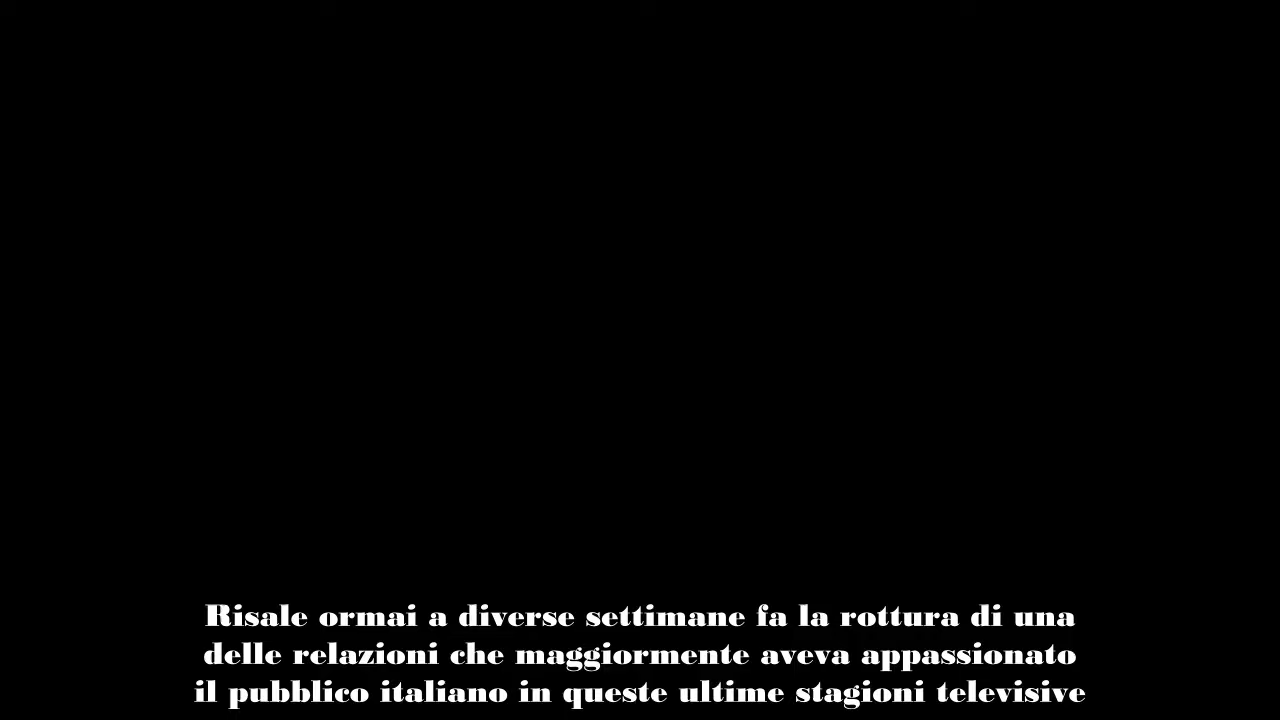 Risale ormai a diverse settimane fa la rottura di una
delle relazioni che maggiormente aveva appassionato
il pubblico italiano in queste ultime stagioni televisive